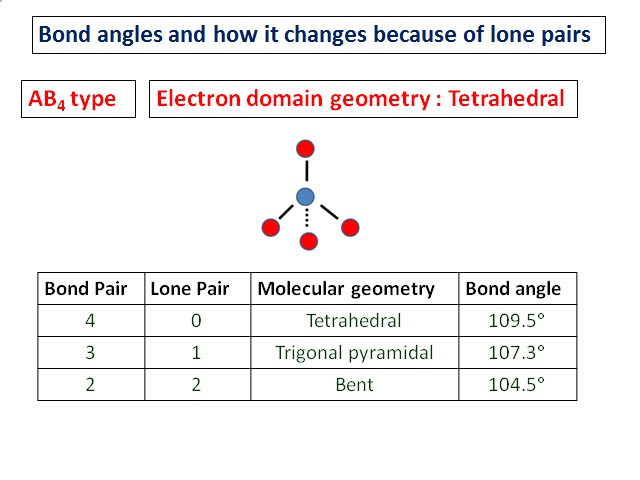 Bond angles and how it changes because of lone pairs
AB₄ type Electron domain geometry : Tetrahedral
Bond Pair Lone Pair Molecular geometry Bond angle
4 0 Tetrahedral 109.5°
3 1 Trigonal pyramidal 107.3°
2 2 Bent 104.5°